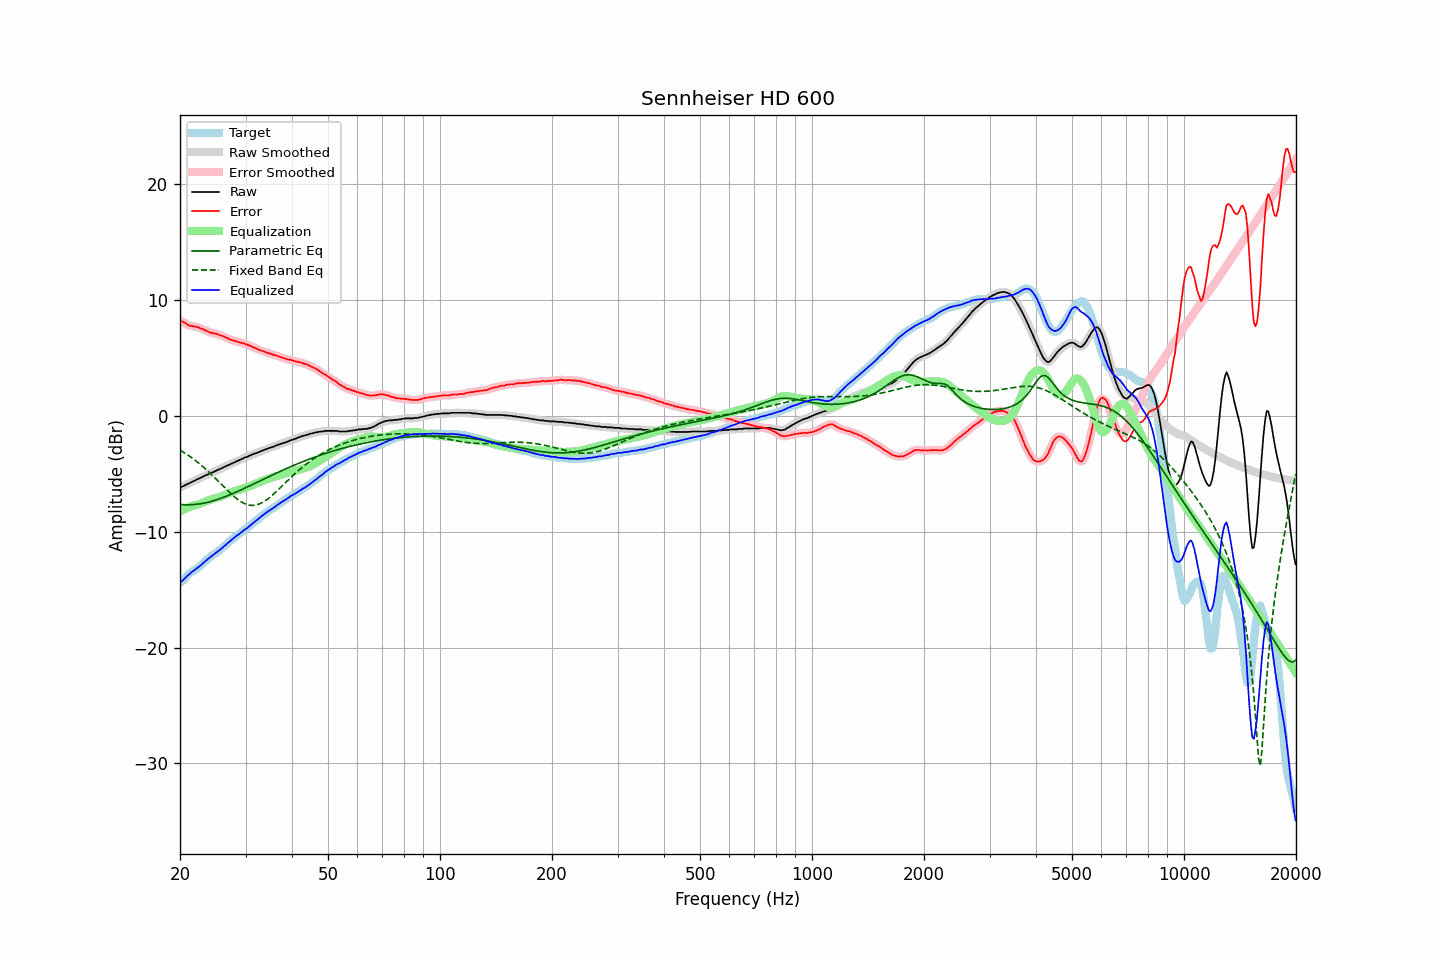 Sennheiser HD 600
Target
Raw Smoothed
Error Smoothed
Raw
Error
Equalization
Parametric Eq
Fixed Band Eq
Equalized
20
10
0
−10
−20
−30
Amplitude (dBr)
20
50
100
200
500
1000
2000
5000
10000
20000
Frequency (Hz)